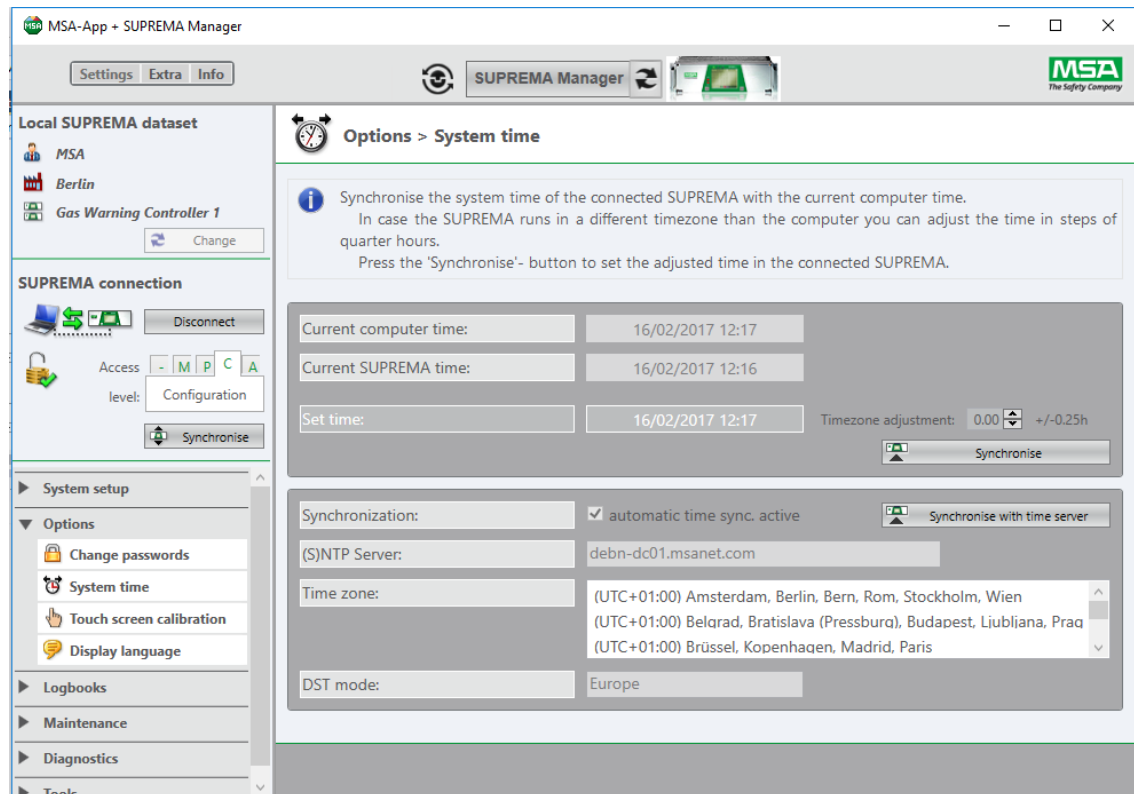 MSA-App + SUPREMA Manager
Settings Extra Info
SUPREMA Manager
MSA
The Safety Company
Local SUPREMA dataset
MSA
Berlin
Gas Warning Controller 1
Change
SUPREMA connection
Disconnect
Access
- M P C A
level:
Configuration
Synchronise
System setup
Options
Change passwords
System time
Touch screen calibration
Display language
Logbooks
Maintenance
Diagnostics
Tools
Options > System time
Synchronise the system time of the connected SUPREMA with the current computer time.
In case the SUPREMA runs in a different timezone than the computer you can adjust the time in steps of
quarter hours.
Press the 'Synchronise'- button to set the adjusted time in the connected SUPREMA.
Current computer time: 16/02/2017 12:17
Current SUPREMA time: 16/02/2017 12:16
Set time: 16/02/2017 12:17 Timezone adjustment: 0.00 +/-0.25h
Synchronise
Synchronization: automatic time sync. active Synchronise with time server
(S)NTP Server: debn-dc01.msanet.com
Time zone: (UTC+01:00) Amsterdam, Berlin, Bern, Rom, Stockholm, Wien
(UTC+01:00) Belgrad, Bratislava (Pressburg), Budapest, Ljubljana, Prag
(UTC+01:00) Brüssel, Kopenhagen, Madrid, Paris
DST mode: Europe